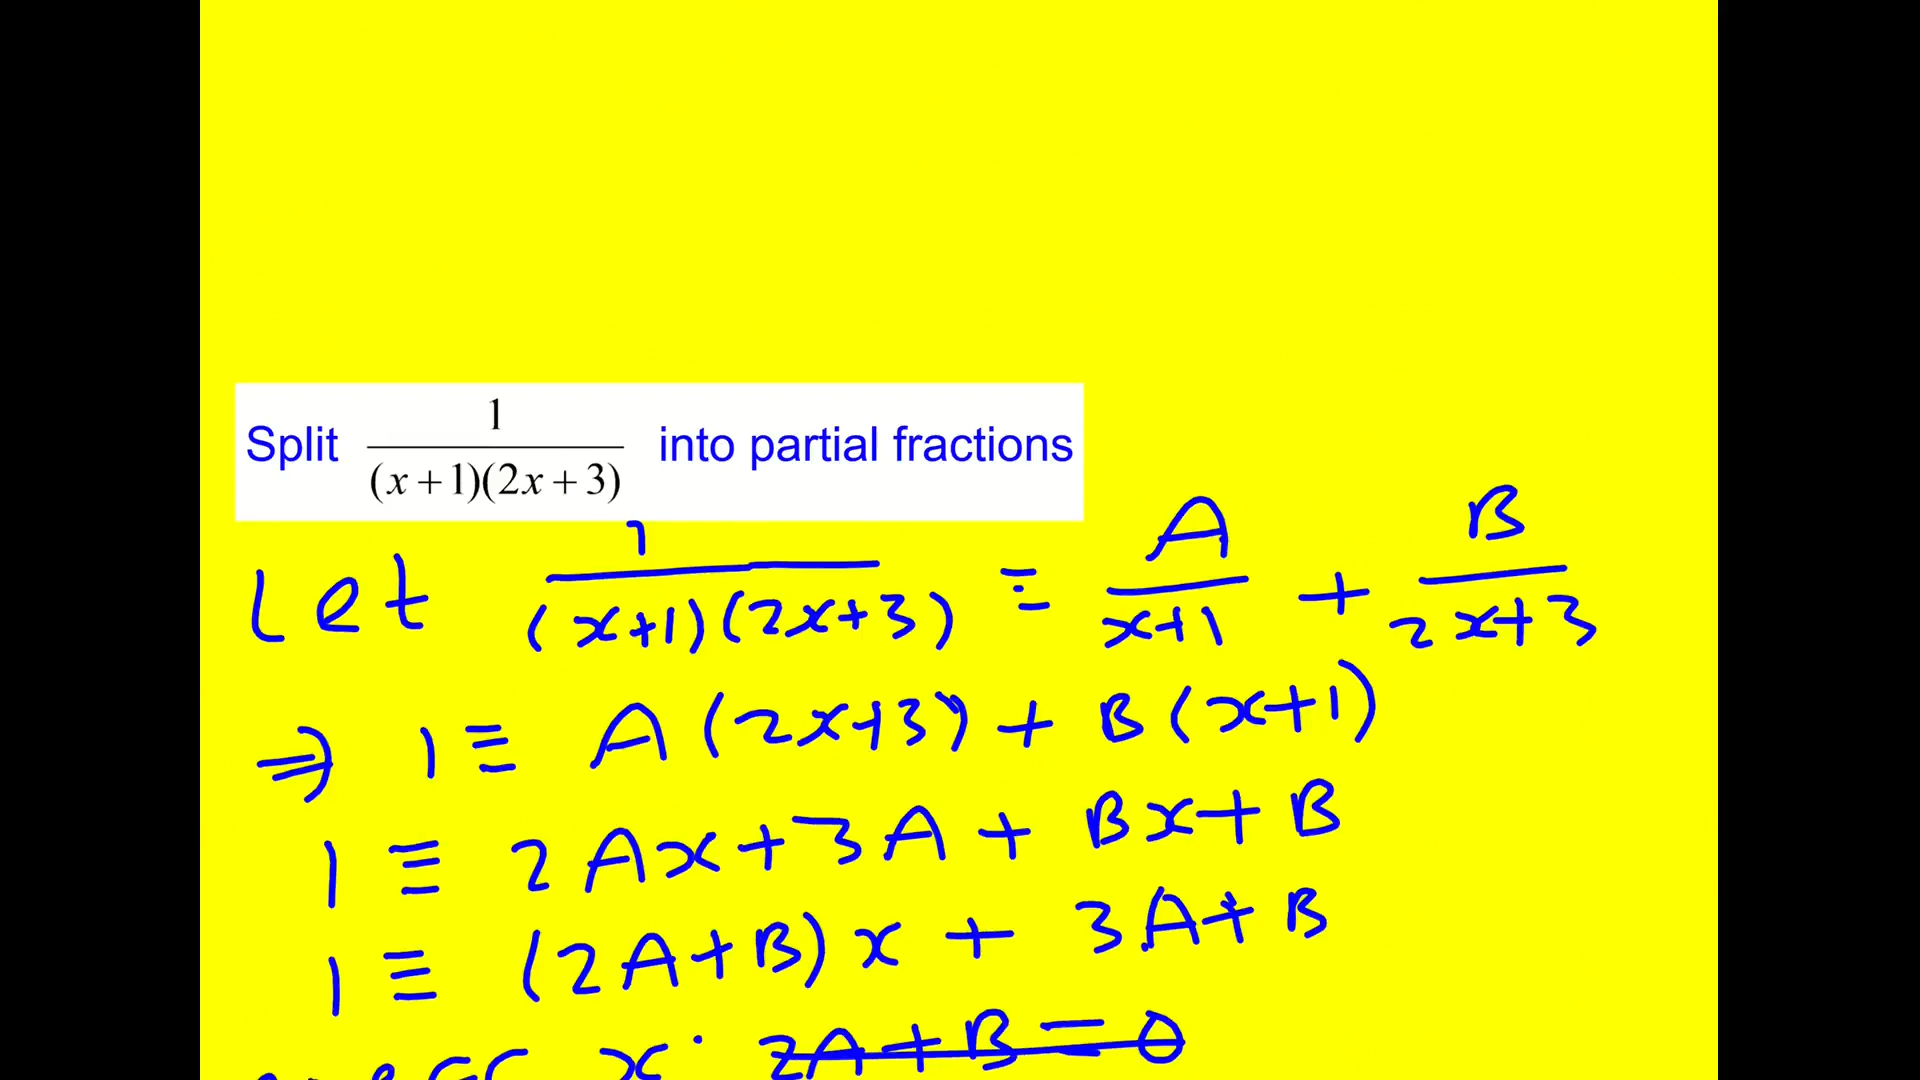 Split 1/((x+1)(2x+3)) into partial fractions
Let 1/((x+1)(2x+3)) ≡ A/(x+1) + B/(2x+3)
⇒ 1 ≡ A(2x+3) + B(x+1)
1 ≡ 2Ax+3A + Bx+B
1 ≡ (2A+B)x + 3A+B
x: 2A+B=0